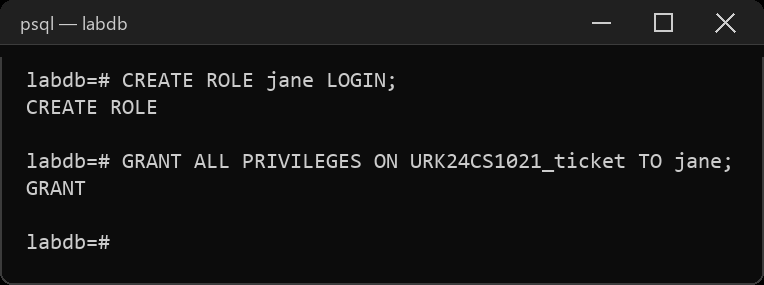 psql — labdb
labdb=# CREATE ROLE jane LOGIN;
CREATE ROLE
labdb=# GRANT ALL PRIVILEGES ON URK24CS1021_ticket TO jane;
GRANT
labdb=#